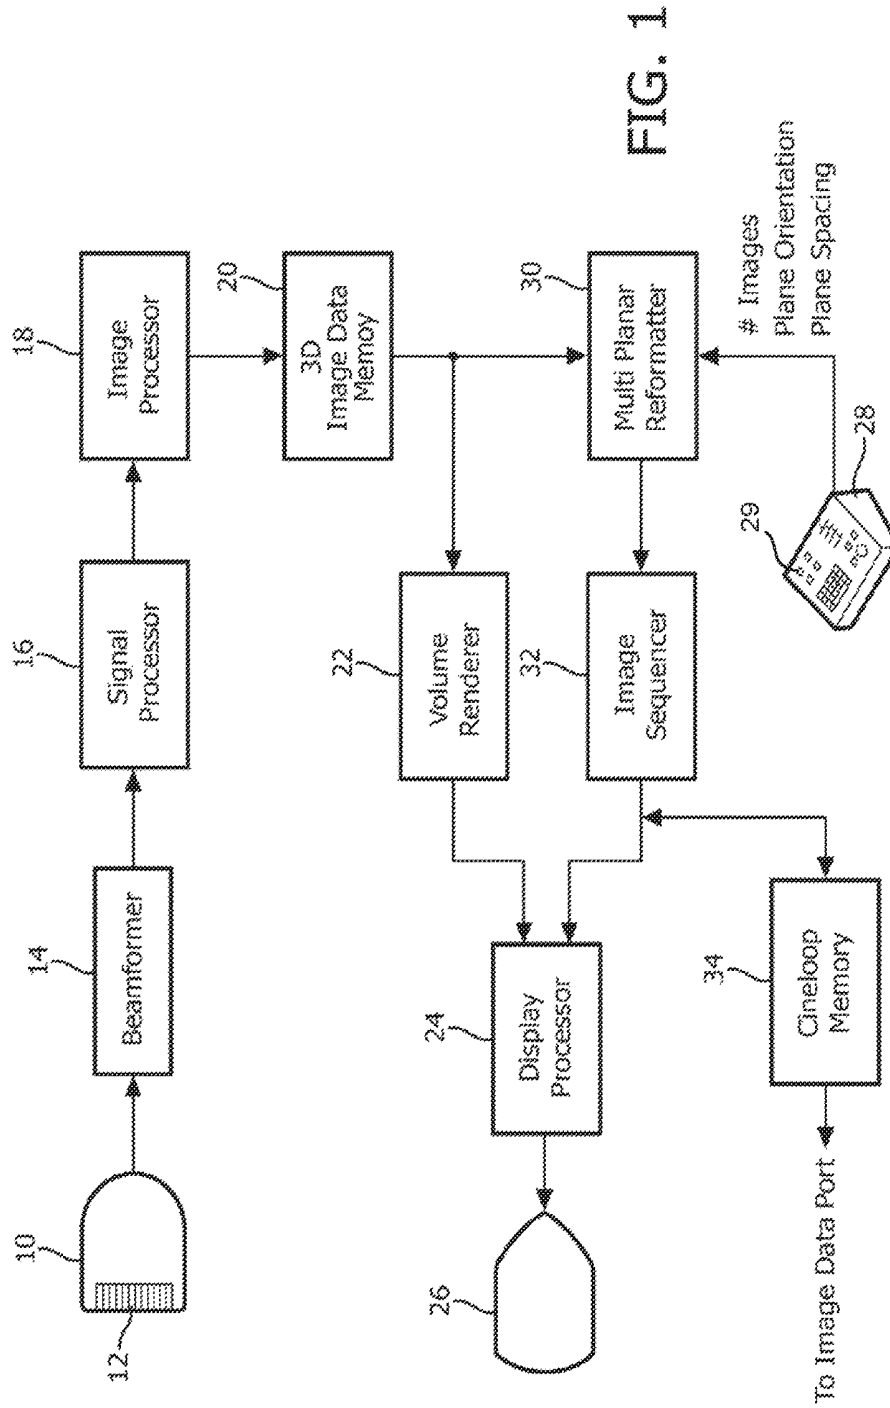 10
12
14
Beamformer
16
Signal
Processor
18
Image
Processor
20
3D
Image Data
Memoy
22
Volume
Renderer
24
Display
Processor
26
30
Multi Planar
Reformatter
32
Image
Sequencer
34
Cineloop
Memory
To Image Data Port
29
28
# Images
Plane Orientation
Plane Spacing
FIG. 1